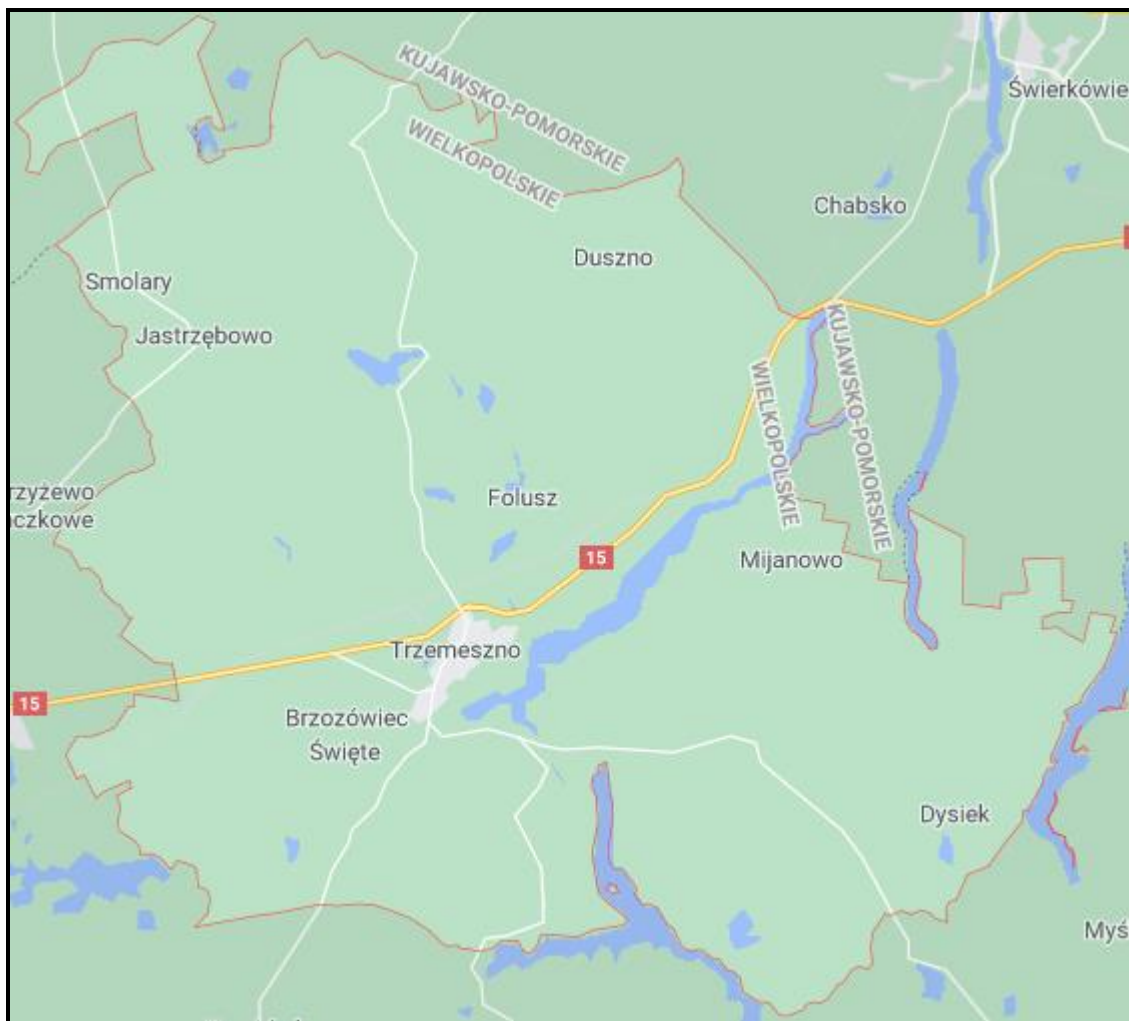 KUJAWSKO-POMORSKIE
WIELKOPOLSKIE
Świerkówie
Chabsko
Duszno
Smolary
Jastrzębowo
KUJAWSKO-POMORSKIE
WIELKOPOLSKIE
rzyżewo
aczkowe
Folusz
15
Mijanowo
Trzemeszno
15
Brzozówiec
Święte
Dysiek
Myś